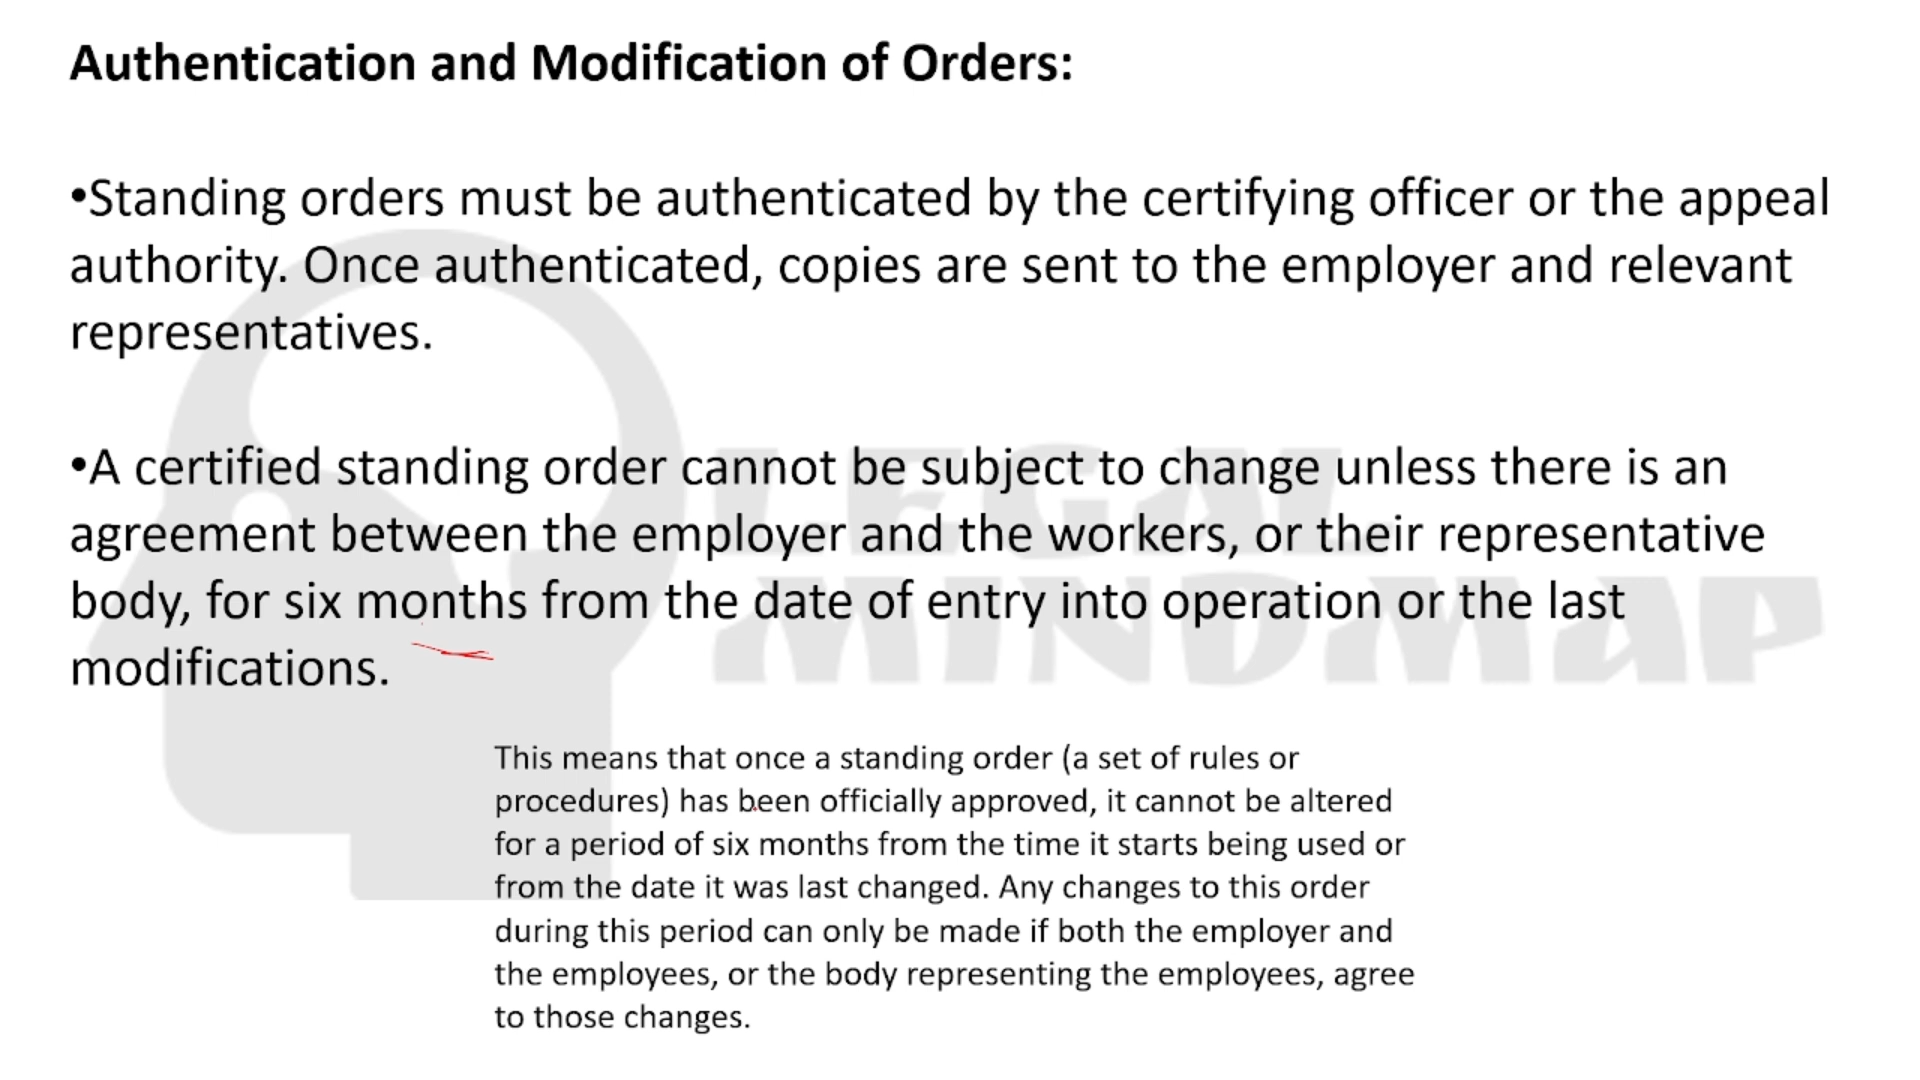 Authentication and Modification of Orders:
•Standing orders must be authenticated by the certifying officer or the appeal
authority. Once authenticated, copies are sent to the employer and relevant
representatives.
•A certified standing order cannot be subject to change unless there is an
agreement between the employer and the workers, or their representative
body, for six months from the date of entry into operation or the last
modifications.
LEGAL
MINDMAP
This means that once a standing order (a set of rules or
procedures) has been officially approved, it cannot be altered
for a period of six months from the time it starts being used or
from the date it was last changed. Any changes to this order
during this period can only be made if both the employer and
the employees, or the body representing the employees, agree
to those changes.